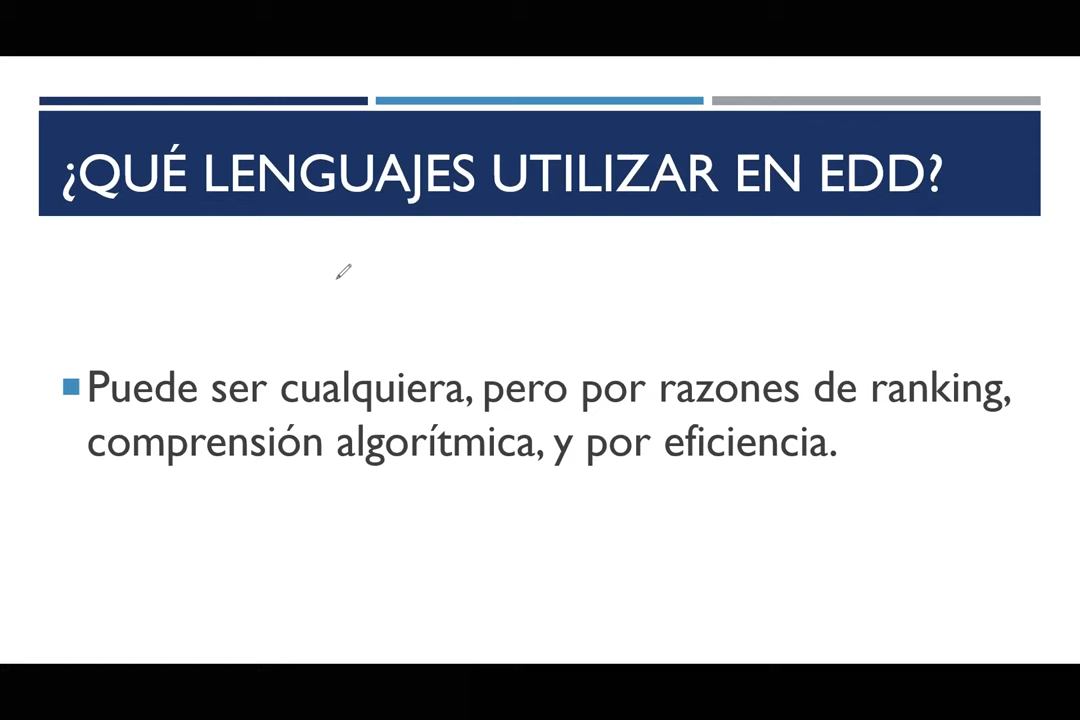 ¿QUÉ LENGUAJES UTILIZAR EN EDD?
Puede ser cualquiera, pero por razones de ranking,
comprensión algorítmica, y por eficiencia.